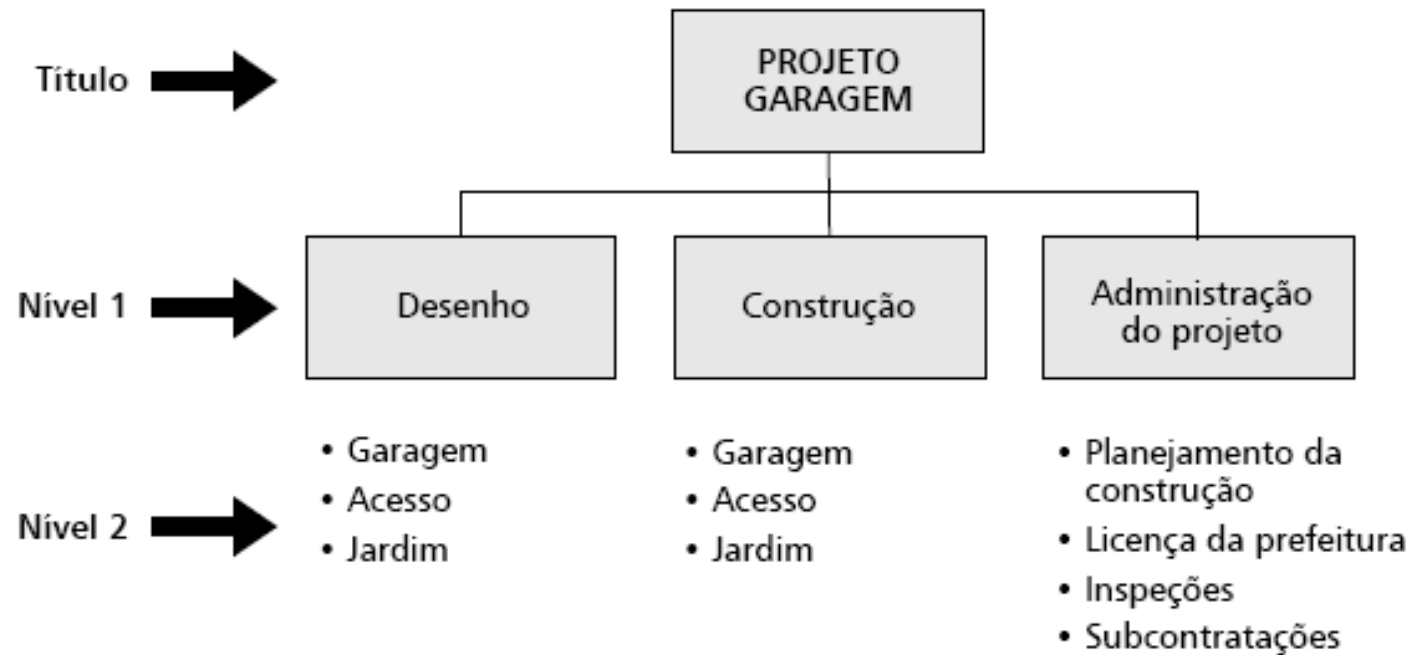 Título
PROJETO
GARAGEM
Nível 1
Desenho
Construção
Administração
do projeto
Nível 2
• Garagem
• Acesso
• Jardim
• Garagem
• Acesso
• Jardim
• Planejamento da
construção
• Licença da prefeitura
• Inspeções
• Subcontratações